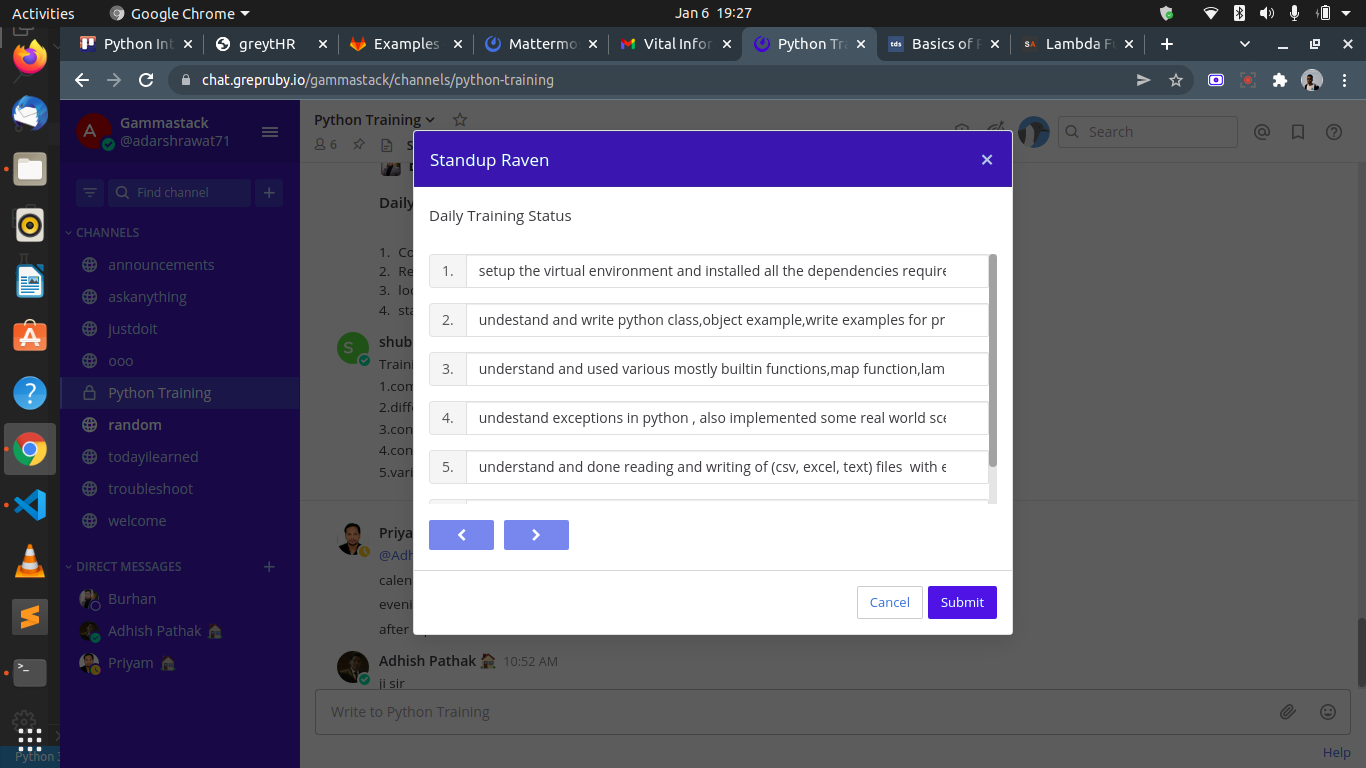 Activities
Google Chrome
Jan 6 19:27
Python Int
greytHR
Examples
Mattermo
Vital Infor
Python Tra
Basics of
Lambda Fu
chat.grepruby.io/gammastack/channels/python-training
A
Gammastack
@adarshrawat71
Find channel
CHANNELS
announcements
askanything
justdoit
ooo
Python Training
random
todayilearned
troubleshoot
welcome
DIRECT MESSAGES
Burhan
Adhish Pathak
Priyam
Python 3
Python Training
6
Search
Daily
1. Co
2. Re
3. loo
4. sta
S
shub
Traini
1.com
2.diff
3.con
4.con
5.vari
Priya
@Adh
calen
eveni
after
Adhish Pathak 10:52 AM
ji sir
Write to Python Training
Help
Standup Raven
Daily Training Status
1. setup the virtual environment and installed all the dependencies require
2. undestand and write python class,object example,write examples for pr
3. understand and used various mostly builtin functions,map function,lam
4. undestand exceptions in python , also implemented some real world sce
5. understand and done reading and writing of (csv, excel, text) files with e
Cancel
Submit